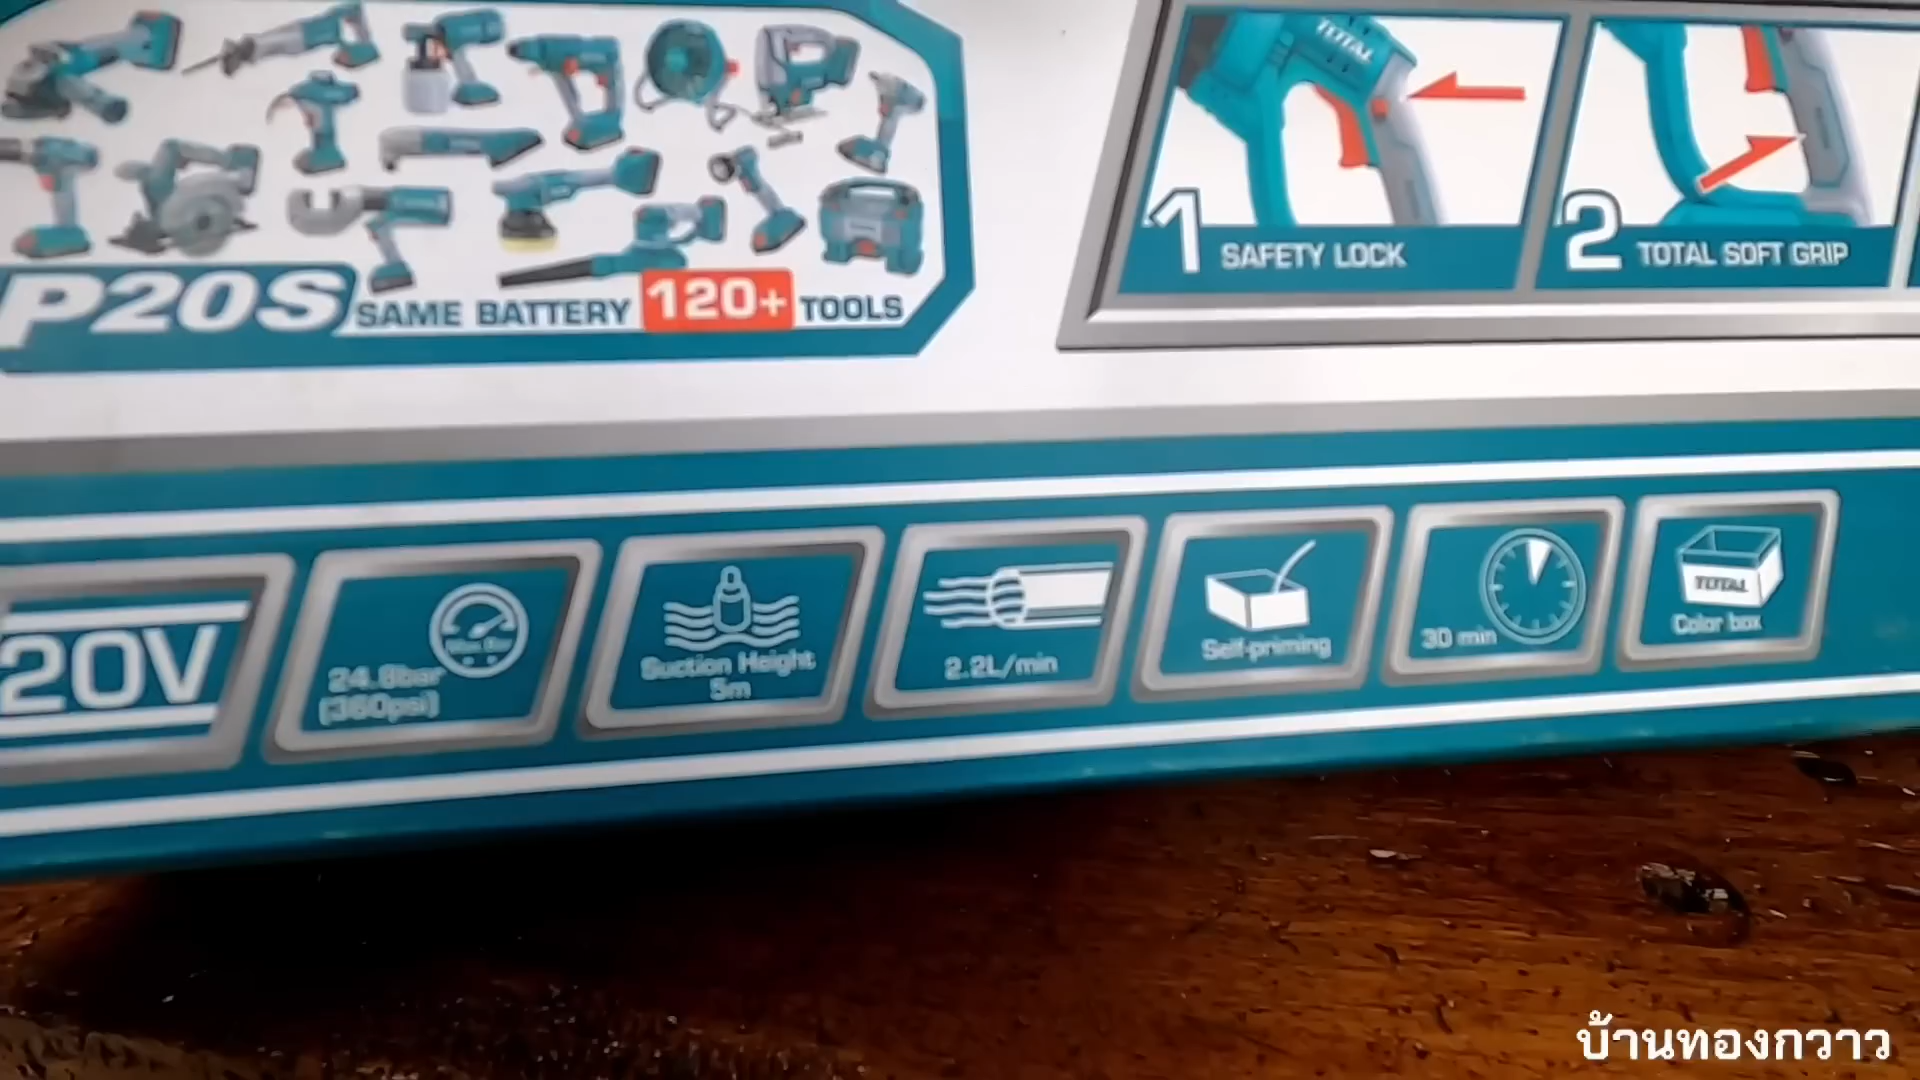 TOTAL
1 SAFETY LOCK
2 TOTAL SOFT GRIP
P20S SAME BATTERY 120+ TOOLS
20V
24.8bar
(360psi)
Suction Height
5m
2.2L/min
Self-priming
30 min
TOTAL
Color box
บ้านทองกวาว